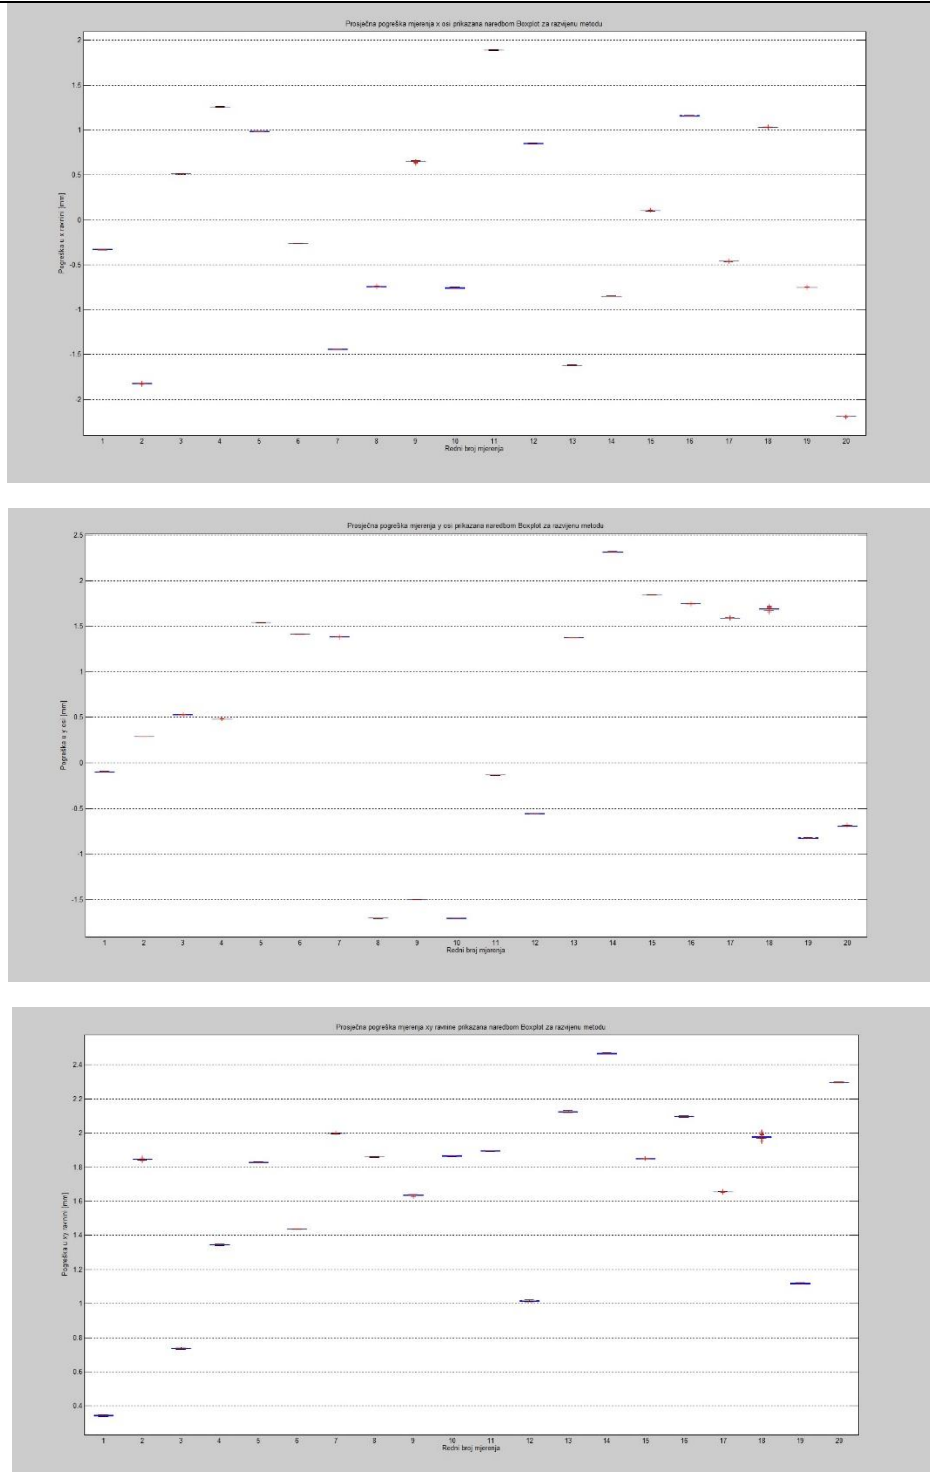 Prosječna pogreška mjerenja x osi prikazana naredbom Boxplot za razvijenu metodu
2
1.5
1
0.5
0
-0.5
-1
-1.5
-2
Pogreška u x ravnini [mm]
1 2 3 4 5 6 7 8 9 10 11 12 13 14 15 16 17 18 19 20
Redni broj mjerenja
Prosječna pogreška mjerenja y osi prikazana naredbom Boxplot za razvijenu metodu
2.5
2
1.5
1
0.5
0
-0.5
-1
-1.5
Pogreška u y osi [mm]
1 2 3 4 5 6 7 8 9 10 11 12 13 14 15 16 17 18 19 20
Redni broj mjerenja
Prosječna pogreška mjerenja xy ravnine prikazana naredbom Boxplot za razvijenu metodu
2.4
2.2
2
1.8
1.6
1.4
1.2
1
0.8
0.6
0.4
Pogreška u xy ravnini [mm]
1 2 3 4 5 6 7 8 9 10 11 12 13 14 15 16 17 18 19 20
Redni broj mjerenja